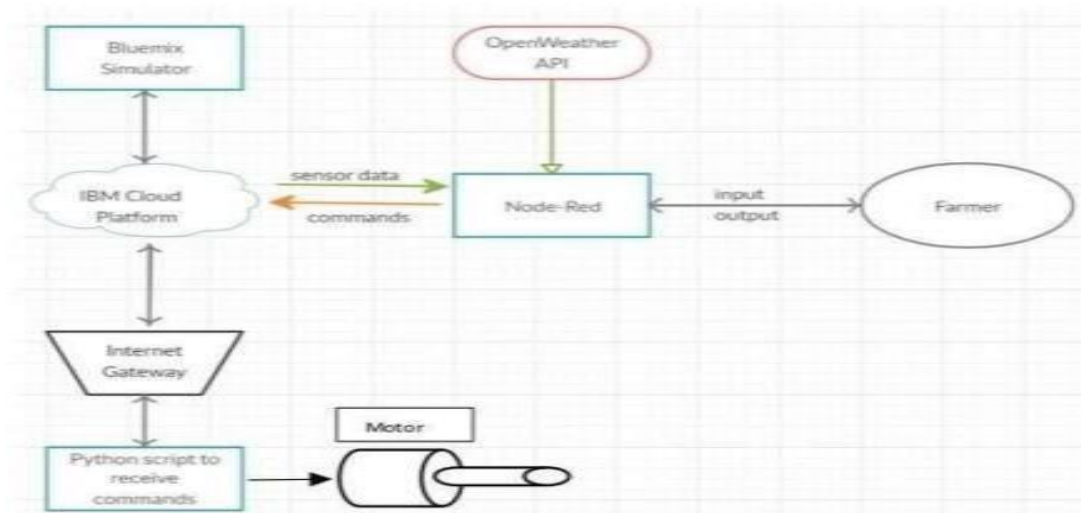 Bluemix
Simulator
OpenWeather
API
IBM Cloud
Platform
sensor data
commands
Node-Red
input
output
Farmer
Internet
Gateway
Motor
Python script to
receive
commands